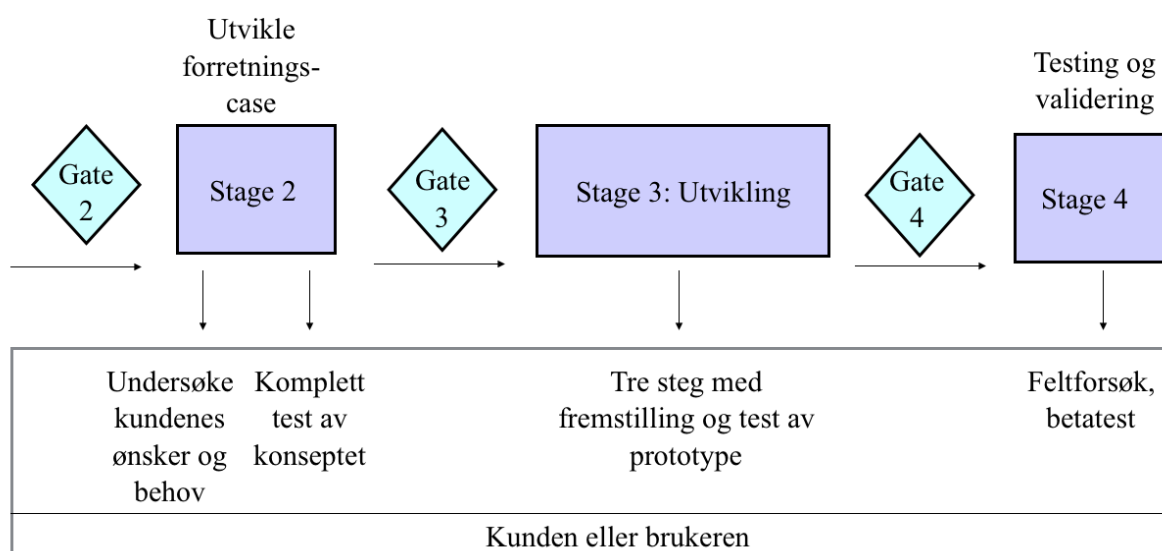 Utvikle
forretnings-
case
Testing og
validering
Gate
2
Stage 2
Gate
3
Stage 3: Utvikling
Gate
4
Stage 4
Undersøke
kundenes
ønsker og
behov
Komplett
test av
konseptet
Tre steg med
fremstilling og test av
prototype
Feltforsøk,
betatest
Kunden eller brukeren